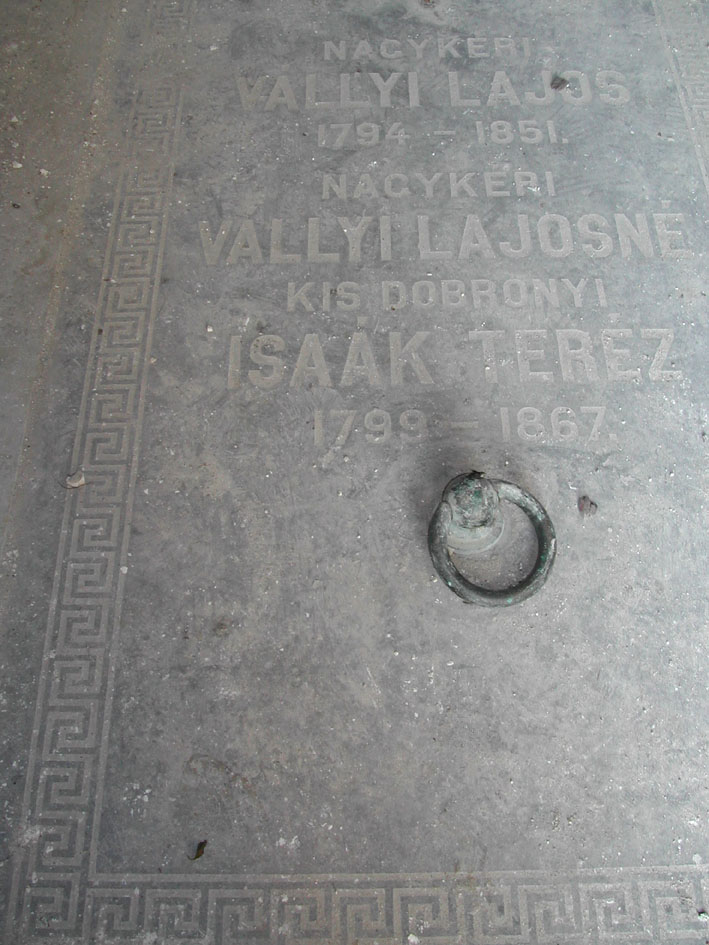 NAGYKÉRI
VALLYI LAJOS
1794 – 1851.
NAGYKÉRI
VALLYI LAJOSNÉ
KIS DOBRONYI
ISAÁK TERÉZ
1799 – 1867.